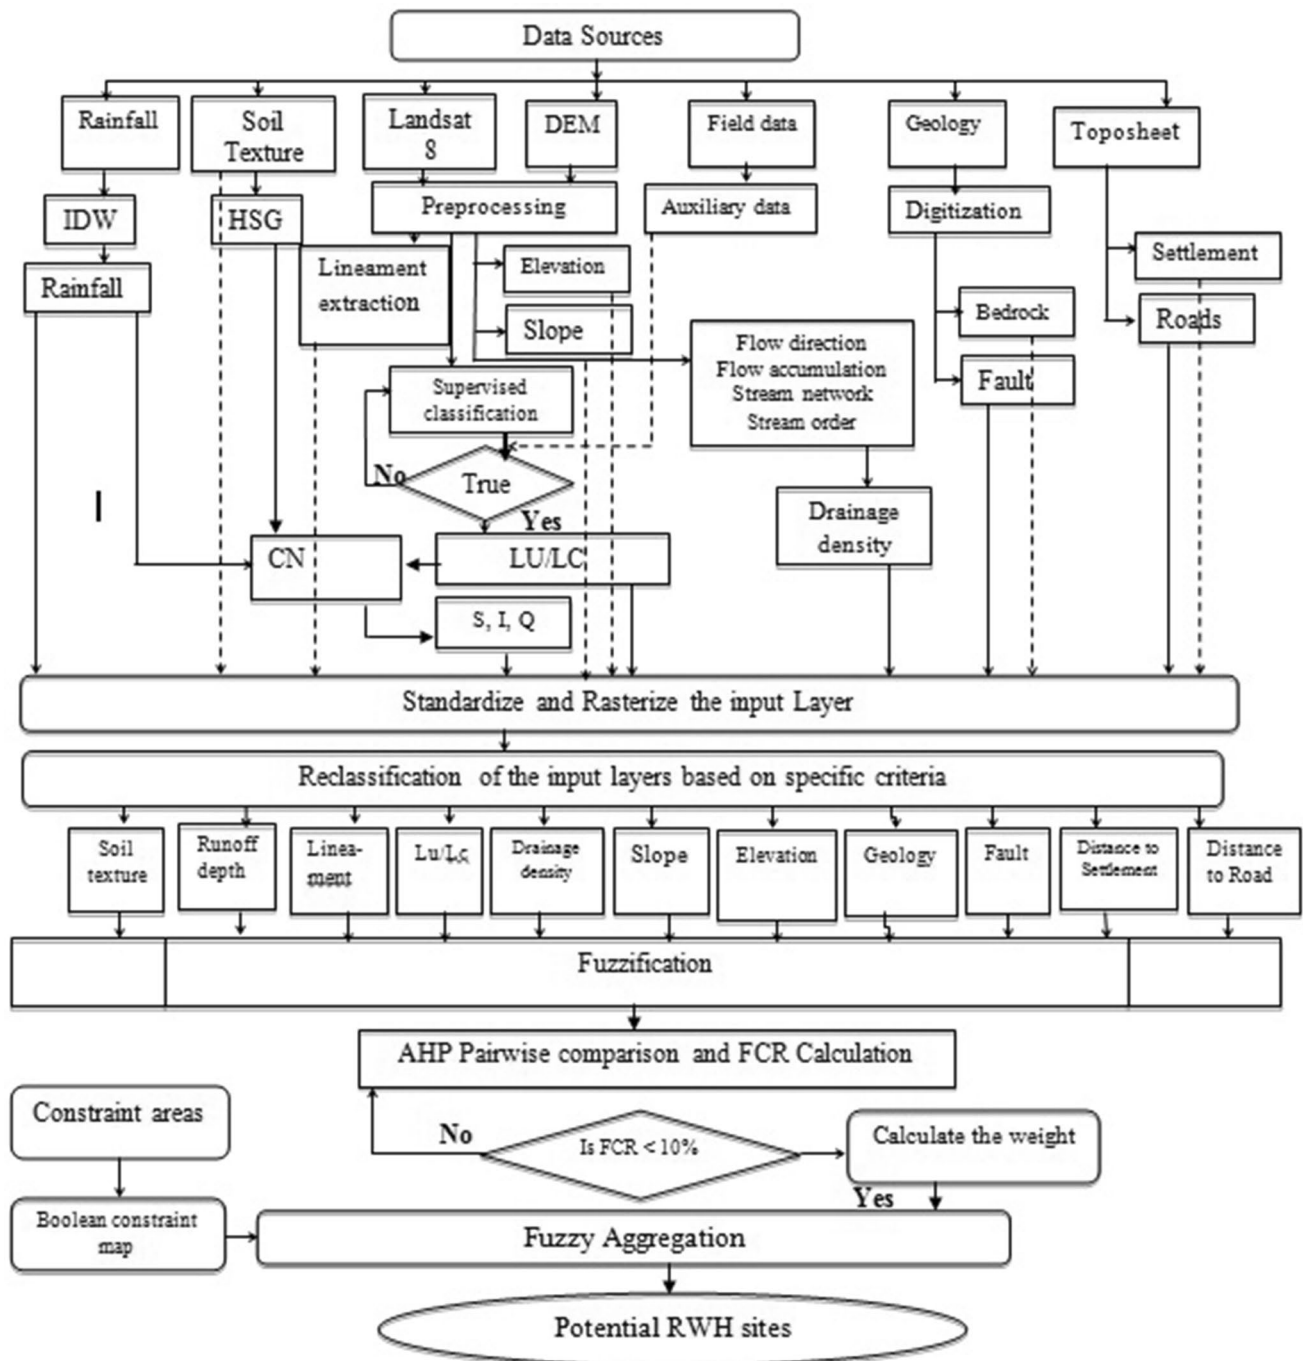 Data Sources
Rainfall
Soil
Texture
Landsat
8
DEM
Field data
Geology
Toposheet
IDW
HSG
Preprocessing
Auxiliary data
Digitization
Rainfall
Lineament
extraction
Elevation
Slope
Settlement
Bedrock
Roads
Fault
Flow direction
Flow accumulation
Stream network
Stream order
Supervised
classification
No
True
Yes
Drainage
density
CN
LU/LC
S, I, Q
Standardize and Rasterize the input Layer
Reclassification of the input layers based on specific criteria
Soil
texture
Runoff
depth
Linea-
ment
Lu/Lc
Drainage
density
Slope
Elevation
Geology
Fault
Distance to
Settlement
Distance
to Road
Fuzzification
AHP Pairwise comparison and FCR Calculation
Constraint areas
No
Is FCR < 10%
Calculate the weight
Yes
Boolean constraint
map
Fuzzy Aggregation
Potential RWH sites